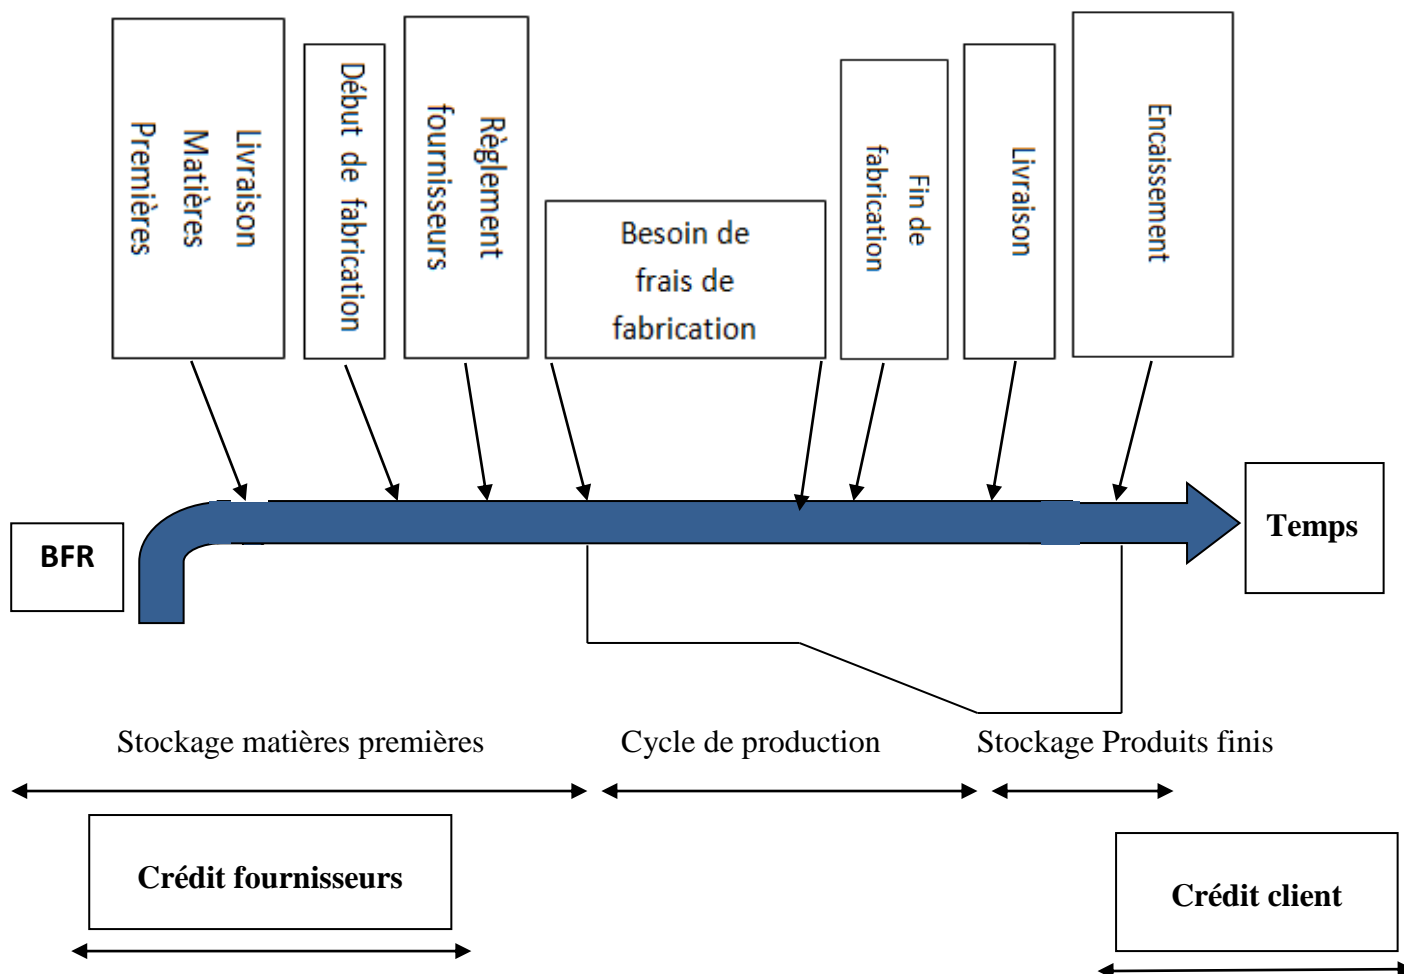 Livraison
Matières
Premières
Début de fabrication
Règlement
fournisseurs
Besoin de
frais de
fabrication
Fin de
fabrication
Livraison
Encaissement
BFR
Temps
Stockage matières premières
Cycle de production
Stockage Produits finis
Crédit fournisseurs
Crédit client